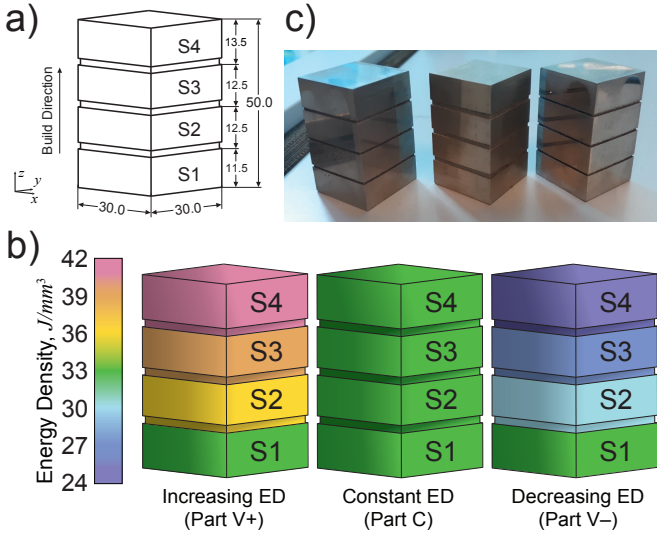 a)
Build Direction
z
y
x
S4
S3
S2
S1
13.5
12.5
12.5
11.5
50.0
30.0
30.0
c)
b)
Energy Density, J/mm³
42
39
36
33
30
27
24
S4
S3
S2
S1
Increasing ED
(Part V+)
S4
S3
S2
S1
Constant ED
(Part C)
S4
S3
S2
S1
Decreasing ED
(Part V–)